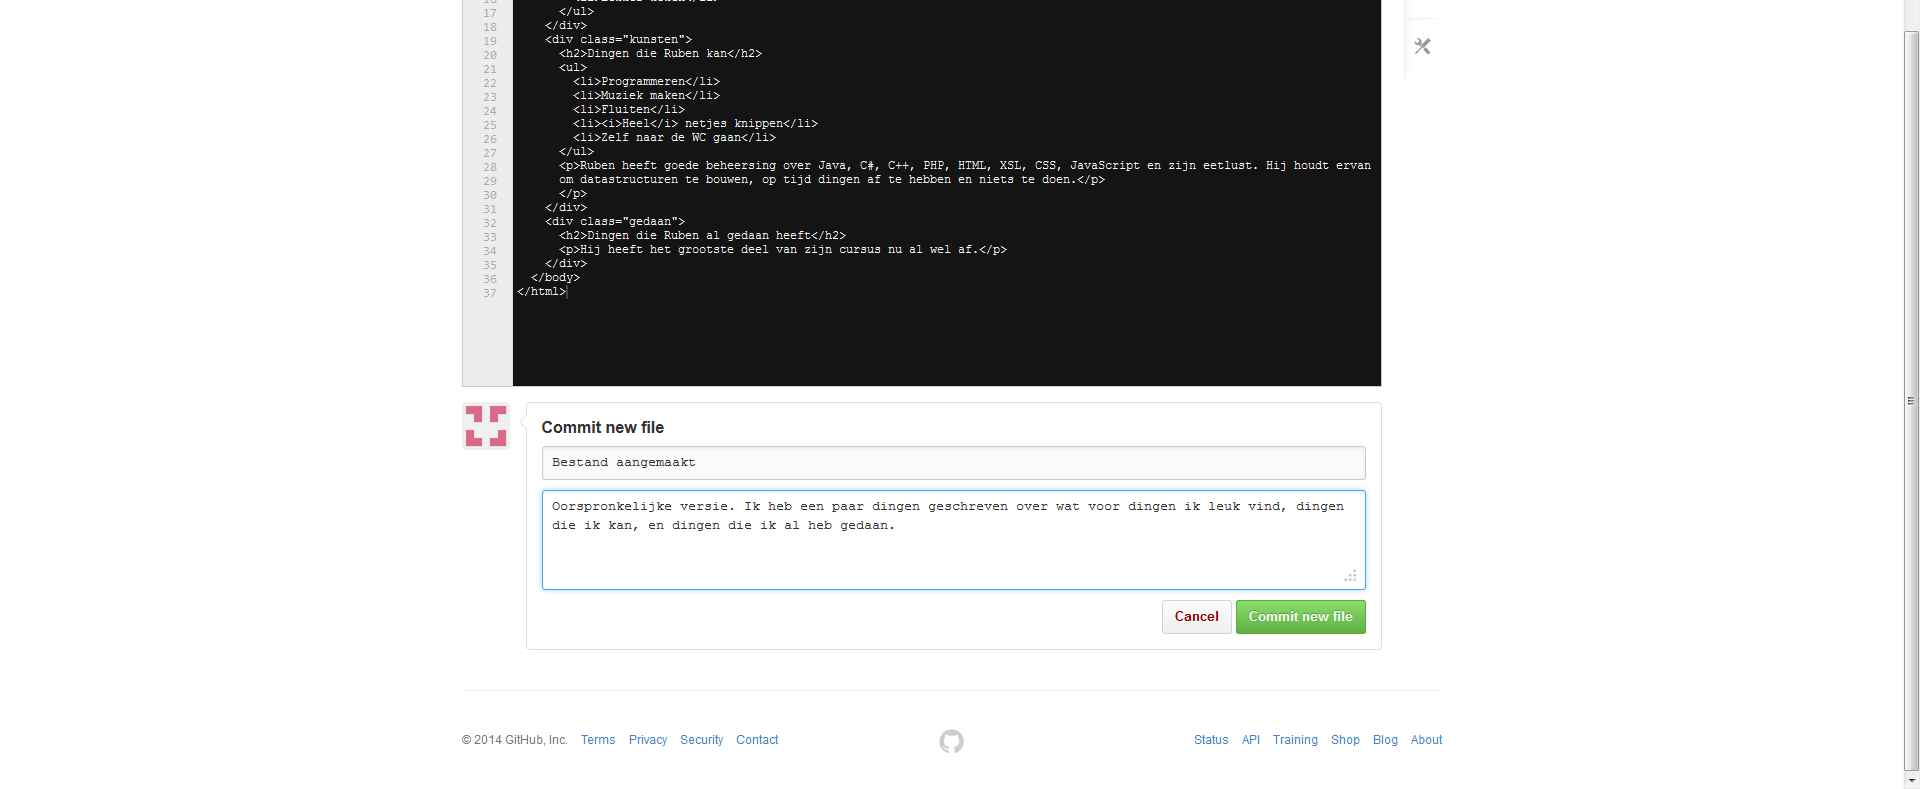 17 </ul>
18 </div>
19 <div class="kunsten">
20 <h2>Dingen die Ruben kan</h2>
21 <ul>
22 <li>Programmeren</li>
23 <li>Muziek maken</li>
24 <li>Fluiten</li>
25 <li><i>Heel</i> netjes knippen</li>
26 <li>Zelf naar de WC gaan</li>
27 </ul>
28 <p>Ruben heeft goede beheersing over Java, C#, C++, PHP, HTML, XSL, CSS, JavaScript en zijn eetlust. Hij houdt ervan
29 om datastructuren te bouwen, op tijd dingen af te hebben en niets te doen.</p>
30 </p>
31 </div>
32 <div class="gedaan">
33 <h2>Dingen die Ruben al gedaan heeft</h2>
34 <p>Hij heeft het grootste deel van zijn cursus nu al wel af.</p>
35 </div>
36 </body>
37 </html>
Commit new file
Bestand aangemaakt
Oorspronkelijke versie. Ik heb een paar dingen geschreven over wat voor dingen ik leuk vind, dingen
die ik kan, en dingen die ik al heb gedaan.
Cancel Commit new file
© 2014 GitHub, Inc. Terms Privacy Security Contact Status API Training Shop Blog About